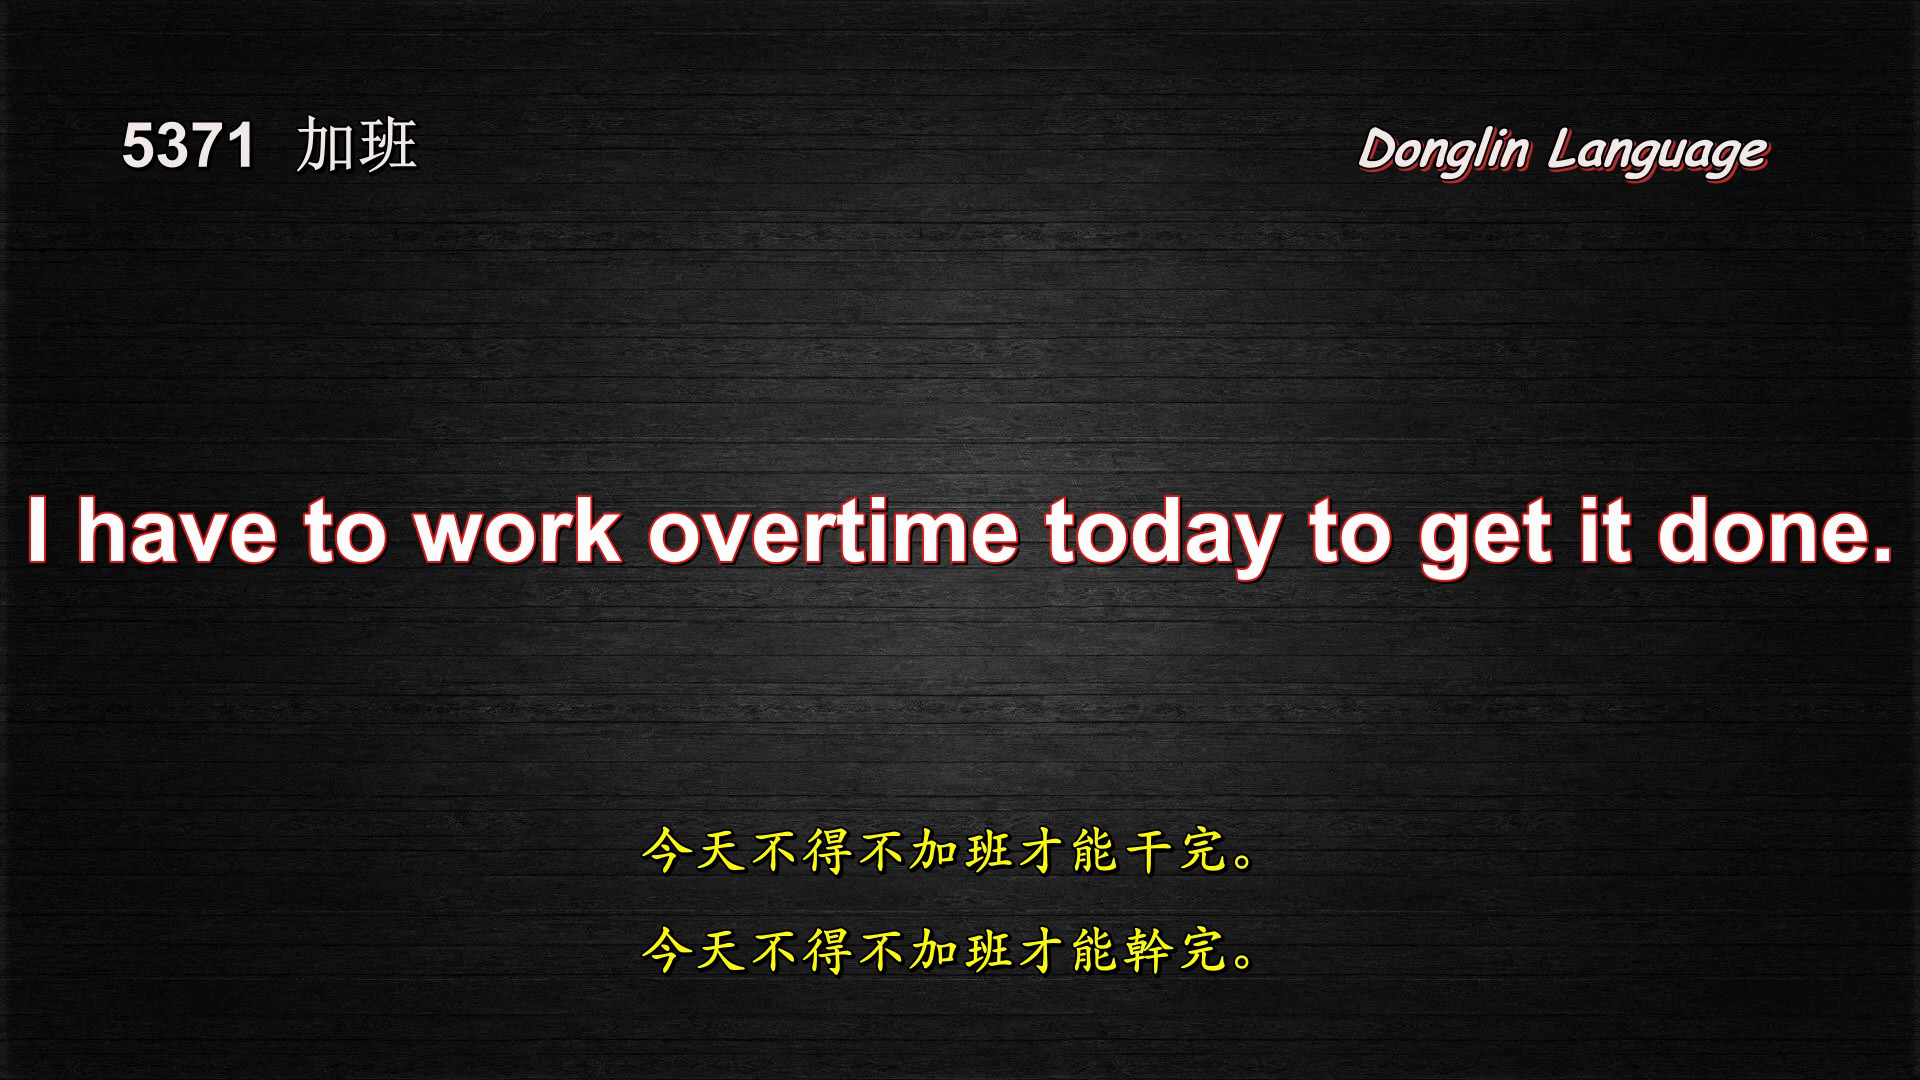 5371 加班
Donglin Language
I have to work overtime today to get it done.
今天不得不加班才能干完。
今天不得不加班才能幹完。